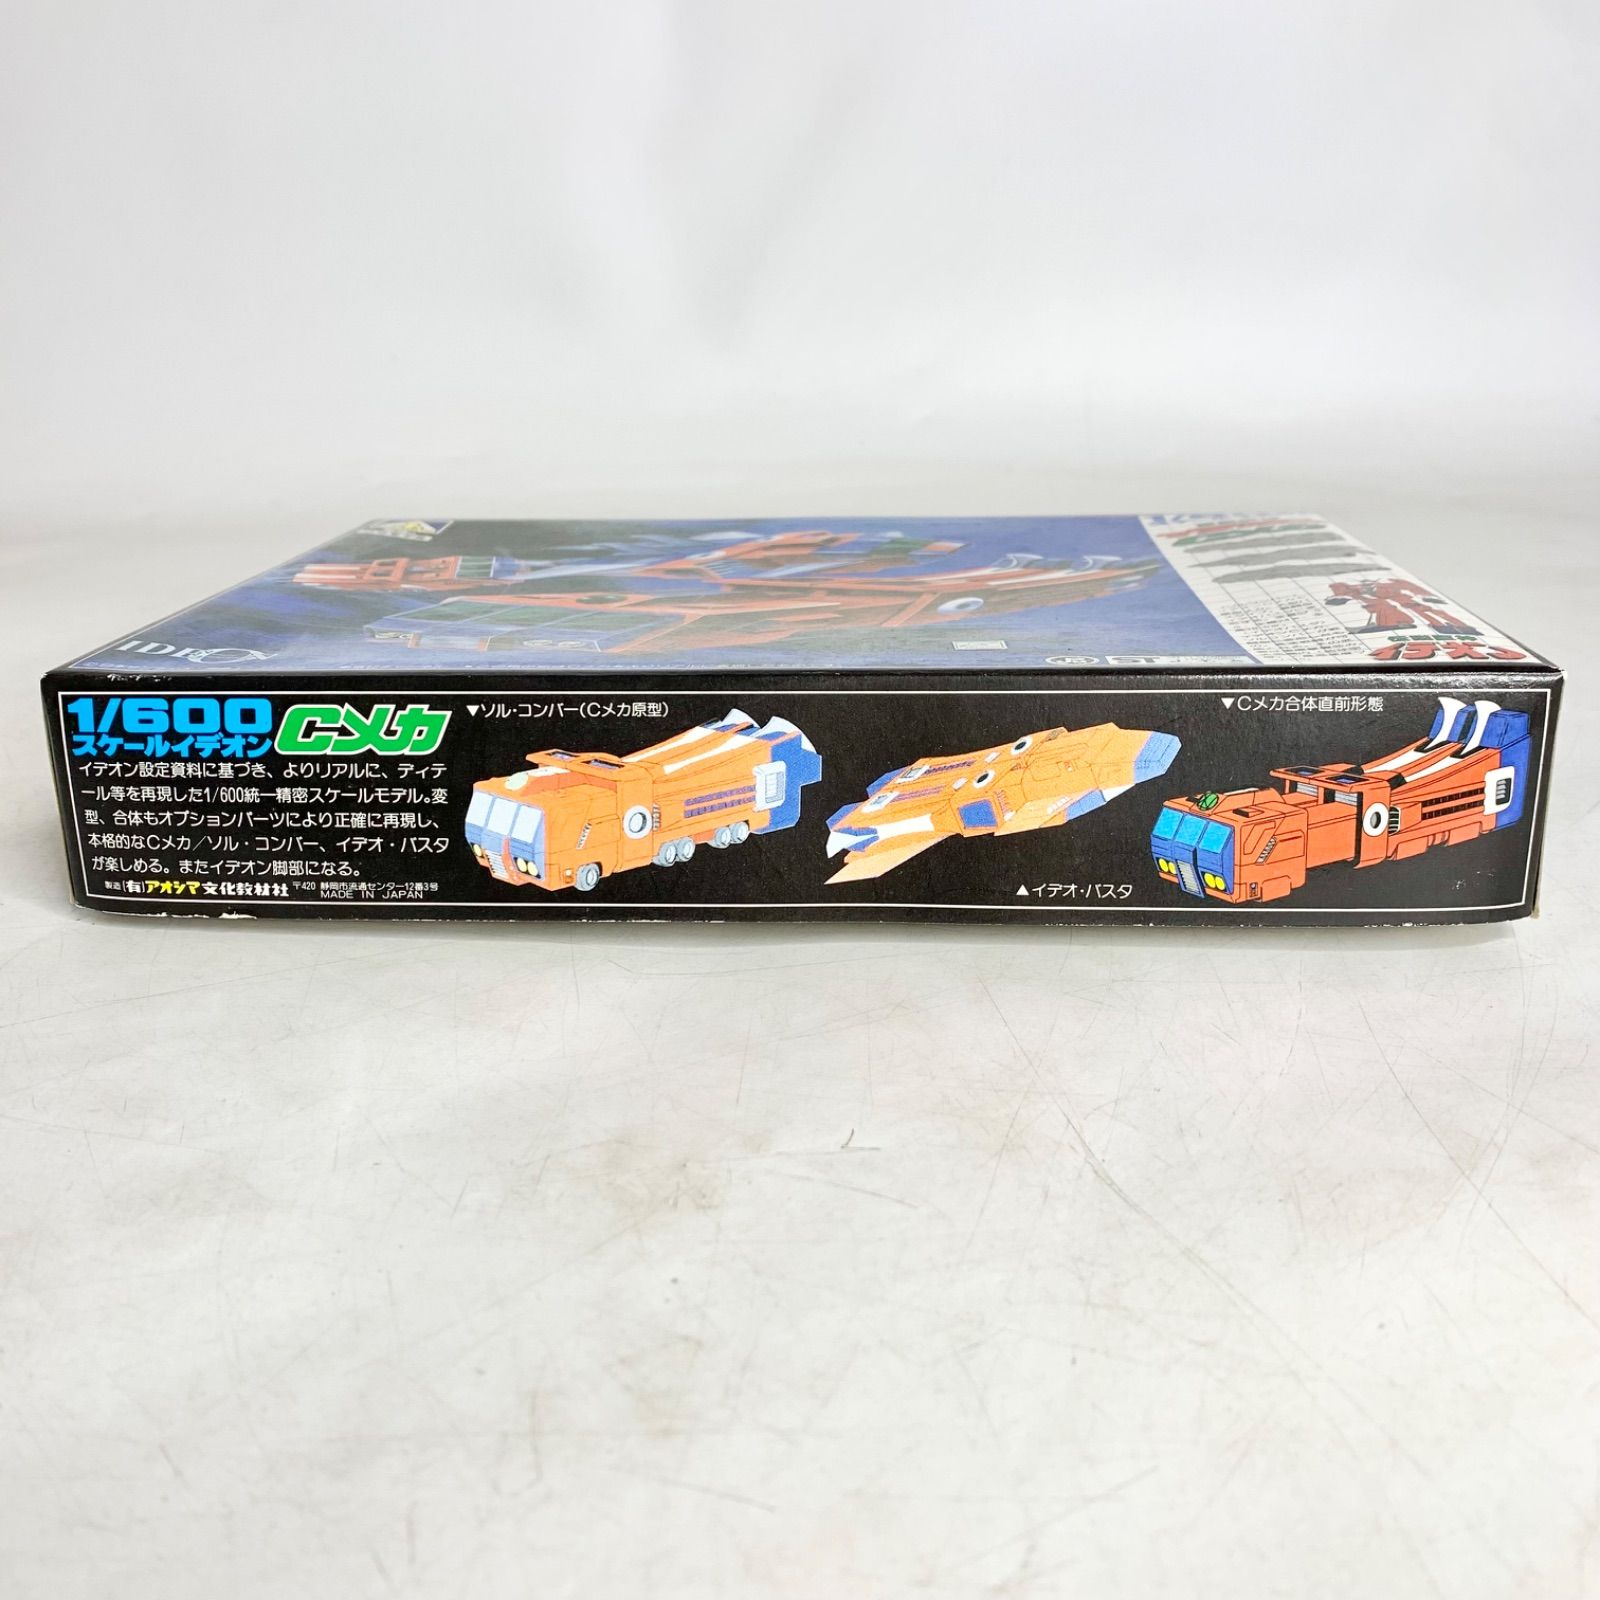 IDEON
イデオン
1/600
スケールイデオン
Cメカ
イデオン設定資料に基づき、よりリアルに、ディテ
ール等を再現した1/600統一精密スケールモデル。変
型、合体もオプションパーツにより正確に再現し、
本格的なCメカ/ソル・コンバー、イデオ・バスタ
が楽しめる。またイデオン脚部になる。
製造 (有)アオシマ文化教材社 〒420 静岡市流通センター12番3号
MADE IN JAPAN
▼ソル・コンバー(Cメカ原型)
▲イデオ・バスタ
▼Cメカ合体直前形態